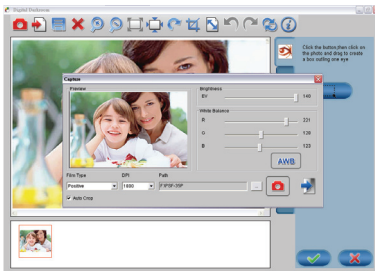 Digital Darkroom
Click the button,then click on
the photo and drag to create
a box outling one eye
Capture
Preview
Brightness
EV
140
White Balance
R
221
G
129
B
123
AWB
Film Type
DPI
Path
Positive
1800
...
Auto Crop